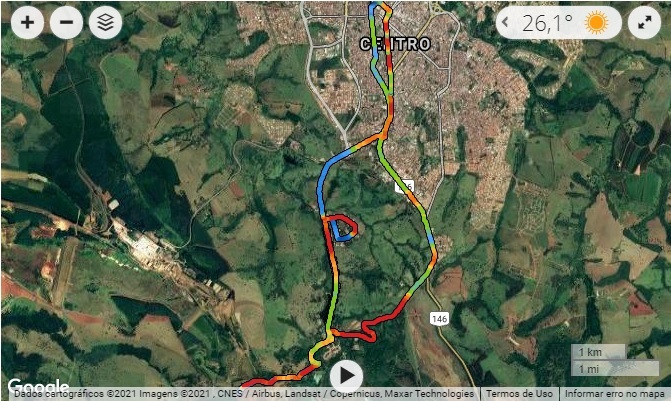 26,1°
CENTRO
146
1 km
1 mi
Google
Dados cartográficos ©2021 Imagens ©2021 , CNES / Airbus, Landsat / Copernicus, Maxar Technologies Termos de Uso Informar erro no mapa